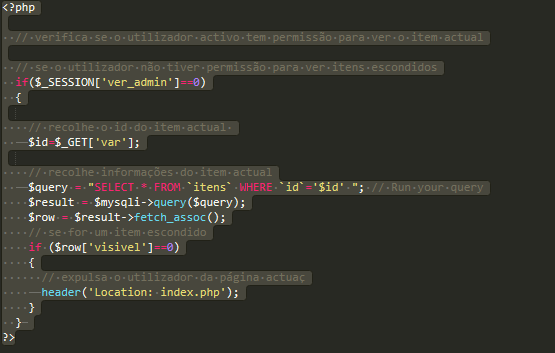 <?php
// verifica se o utilizador activo tem permissão para ver o item actual
// se o utilizador não tiver permissão para ver itens escondidos
if($_SESSION['ver_admin']==0)
{
// recolhe o id do item actual
$id=$_GET['var'];
// recolhe informações do item actual
$query = "SELECT * FROM `itens` WHERE `id`='$id' "; // Run your query
$result = $mysqli->query($query);
$row = $result->fetch_assoc();
// se for um item escondido
if ($row['visivel']==0)
{
// expulsa o utilizador da página actuaç
header('Location: index.php');
}
}
?>